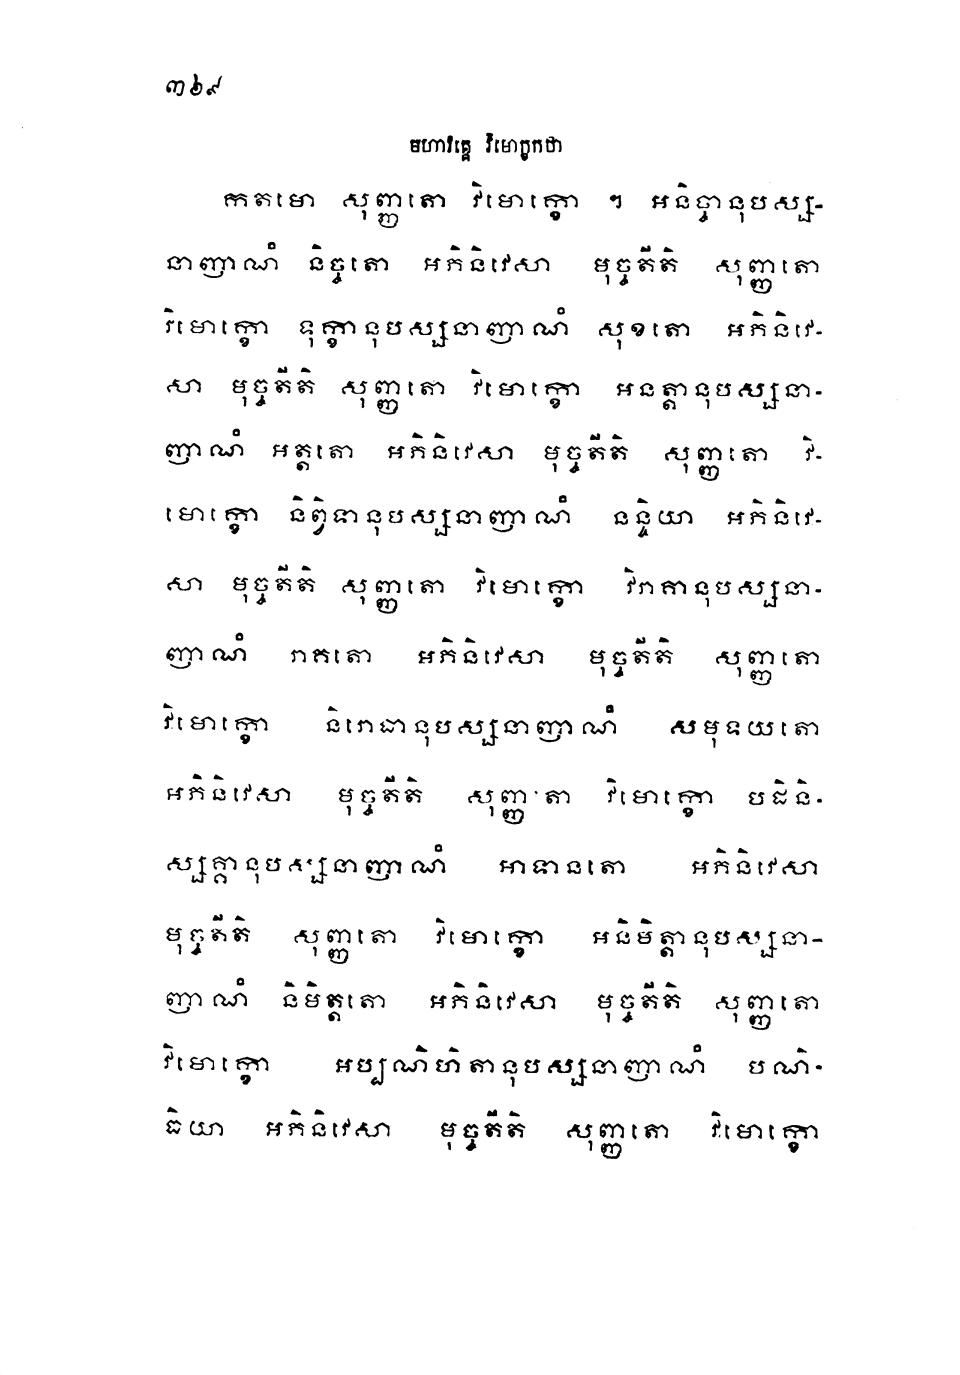 ៣៦៩
មហាវគ្គេ វិមោក្ខកថា
កតមោ សុញ្ញតោ វិមោក្ខោ ។ អនិច្ចានុបស្ស-
នាញាណំ និច្ចតោ អភិនិវេសា មុច្ចតីតិ សុញ្ញតោ
វិមោក្ខោ ទុក្ខានុបស្សនាញាណំ សុខតោ អភិនិវេ-
សា មុច្ចតីតិ សុញ្ញតោ វិមោក្ខោ អនត្តានុបស្សនា-
ញាណំ អត្តតោ អភិនិវេសា មុច្ចតីតិ សុញ្ញតោ វិ-
មោក្ខោ និព្វិទានុបស្សនាញាណំ នន្ទិយា អភិនិវេ-
សា មុច្ចតីតិ សុញ្ញតោ វិមោក្ខោ វិរាគានុបស្សនា-
ញាណំ រាគតោ អភិនិវេសា មុច្ចតីតិ សុញ្ញតោ
វិមោក្ខោ និរោធានុបស្សនាញាណំ សមុទយតោ
អភិនិវេសា មុច្ចតីតិ សុញ្ញតោ វិមោក្ខោ បដិនិ-
ស្សគ្គានុបស្សនាញាណំ អាទានតោ អភិនិវេសា
មុច្ចតីតិ សុញ្ញតោ វិមោក្ខោ អនិមិត្តានុបស្សនា-
ញាណំ និមិត្តតោ អភិនិវេសា មុច្ចតីតិ សុញ្ញតោ
វិមោក្ខោ អប្បណិហិតានុបស្សនាញាណំ បណិ-
ធិយា អភិនិវេសា មុច្ចតីតិ សុញ្ញតោ វិមោក្ខោ